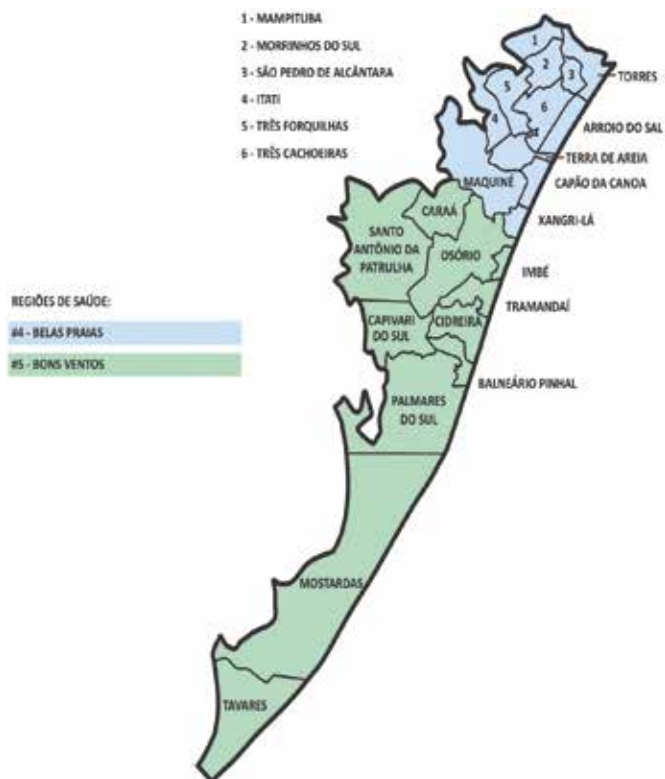 1 - MAMPITUBA
2 - MORRINHOS DO SUL
3 - SÃO PEDRO DE ALCÂNTARA
4 - ITATI
5 - TRÊS FORQUILHAS
6 - TRÊS CACHOEIRAS
1
2
3
5
6
4
TORRES
ARROIO DO SAL
TERRA DE AREIA
MAQUINÉ
CAPÃO DA CANOA
CARAÁ
XANGRI-LÁ
SANTO
ANTÔNIO DA
PATRULHA
OSÓRIO
IMBÉ
TRAMANDAÍ
REGIÕES DE SAÚDE:
#4 - BELAS PRAIAS
#5 - BONS VENTOS
CAPIVARI
DO SUL
CIDREIRA
BALNEÁRIO PINHAL
PALMARES
DO SUL
MOSTARDAS
TAVARES